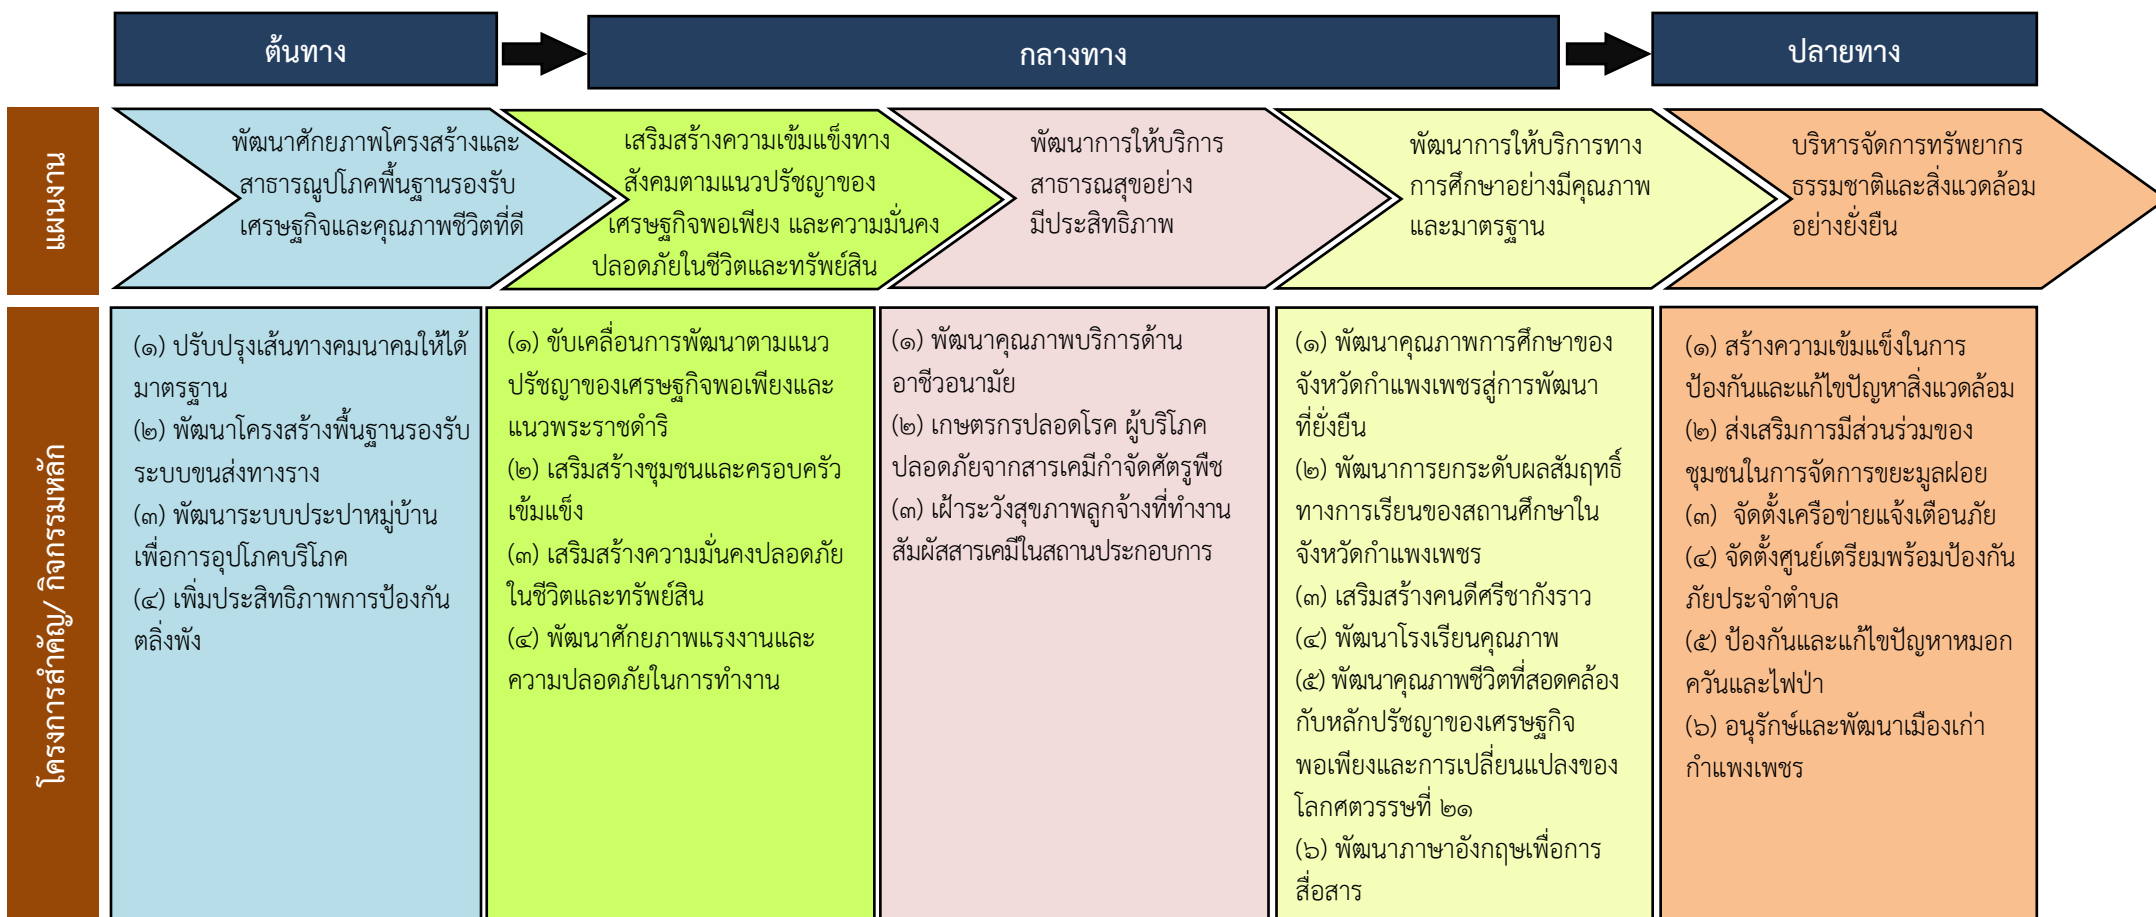 ต้นทาง
กลางทาง
ปลายทาง
แผนงาน
พัฒนาศักยภาพโครงสร้างและ
สาธารณูปโภคพื้นฐานรองรับ
เศรษฐกิจและคุณภาพชีวิตที่ดี
เสริมสร้างความเข้มแข็งทาง
สังคมตามแนวปรัชญาของ
เศรษฐกิจพอเพียง และความมั่นคง
ปลอดภัยในชีวิตและทรัพย์สิน
พัฒนาการให้บริการ
สาธารณสุขอย่าง
มีประสิทธิภาพ
พัฒนาการให้บริการทาง
การศึกษาอย่างมีคุณภาพ
และมาตรฐาน
บริหารจัดการทรัพยากร
ธรรมชาติและสิ่งแวดล้อม
อย่างยั่งยืน
โครงการสำคัญ/ กิจกรรมหลัก
(๑) ปรับปรุงเส้นทางคมนาคมให้ได้
มาตรฐาน
(๒) พัฒนาโครงสร้างพื้นฐานรองรับ
ระบบขนส่งทางราง
(๓) พัฒนาระบบประปาหมู่บ้าน
เพื่อการอุปโภคบริโภค
(๔) เพิ่มประสิทธิภาพการป้องกัน
ตลิ่งพัง
(๑) ขับเคลื่อนการพัฒนาตามแนว
ปรัชญาของเศรษฐกิจพอเพียงและ
แนวพระราชดำริ
(๒) เสริมสร้างชุมชนและครอบครัว
เข้มแข็ง
(๓) เสริมสร้างความมั่นคงปลอดภัย
ในชีวิตและทรัพย์สิน
(๔) พัฒนาศักยภาพแรงงานและ
ความปลอดภัยในการทำงาน
(๑) พัฒนาคุณภาพบริการด้าน
อาชีวอนามัย
(๒) เกษตรกรปลอดโรค ผู้บริโภค
ปลอดภัยจากสารเคมีกำจัดศัตรูพืช
(๓) เฝ้าระวังสุขภาพลูกจ้างที่ทำงาน
สัมผัสสารเคมีในสถานประกอบการ
(๑) พัฒนาคุณภาพการศึกษาของ
จังหวัดกำแพงเพชรสู่การพัฒนา
ที่ยั่งยืน
(๒) พัฒนาการยกระดับผลสัมฤทธิ์
ทางการเรียนของสถานศึกษาใน
จังหวัดกำแพงเพชร
(๓) เสริมสร้างคนดีศรีชากังราว
(๔) พัฒนาโรงเรียนคุณภาพ
(๕) พัฒนาคุณภาพชีวิตที่สอดคล้อง
กับหลักปรัชญาของเศรษฐกิจ
พอเพียงและการเปลี่ยนแปลงของ
โลกศตวรรษที่ ๒๑
(๖) พัฒนาภาษาอังกฤษเพื่อการ
สื่อสาร
(๑) สร้างความเข้มแข็งในการ
ป้องกันและแก้ไขปัญหาสิ่งแวดล้อม
(๒) ส่งเสริมการมีส่วนร่วมของ
ชุมชนในการจัดการขยะมูลฝอย
(๓)  จัดตั้งเครือข่ายแจ้งเตือนภัย
(๔) จัดตั้งศูนย์เตรียมพร้อมป้องกัน
ภัยประจำตำบล
(๕) ป้องกันและแก้ไขปัญหาหมอก
ควันและไฟป่า
(๖) อนุรักษ์และพัฒนาเมืองเก่า
กำแพงเพชร